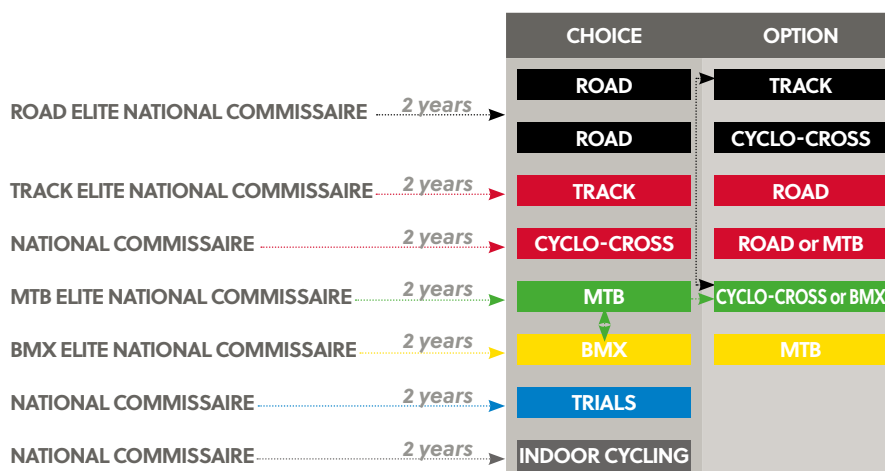 CHOICE OPTION
ROAD TRACK
ROAD ELITE NATIONAL COMMISSAIRE 2 years
ROAD CYCLO-CROSS
TRACK ELITE NATIONAL COMMISSAIRE 2 years TRACK ROAD
NATIONAL COMMISSAIRE 2 years CYCLO-CROSS ROAD or MTB
MTB ELITE NATIONAL COMMISSAIRE 2 years MTB CYCLO-CROSS or BMX
BMX ELITE NATIONAL COMMISSAIRE 2 years BMX MTB
NATIONAL COMMISSAIRE 2 years TRIALS
NATIONAL COMMISSAIRE 2 years INDOOR CYCLING